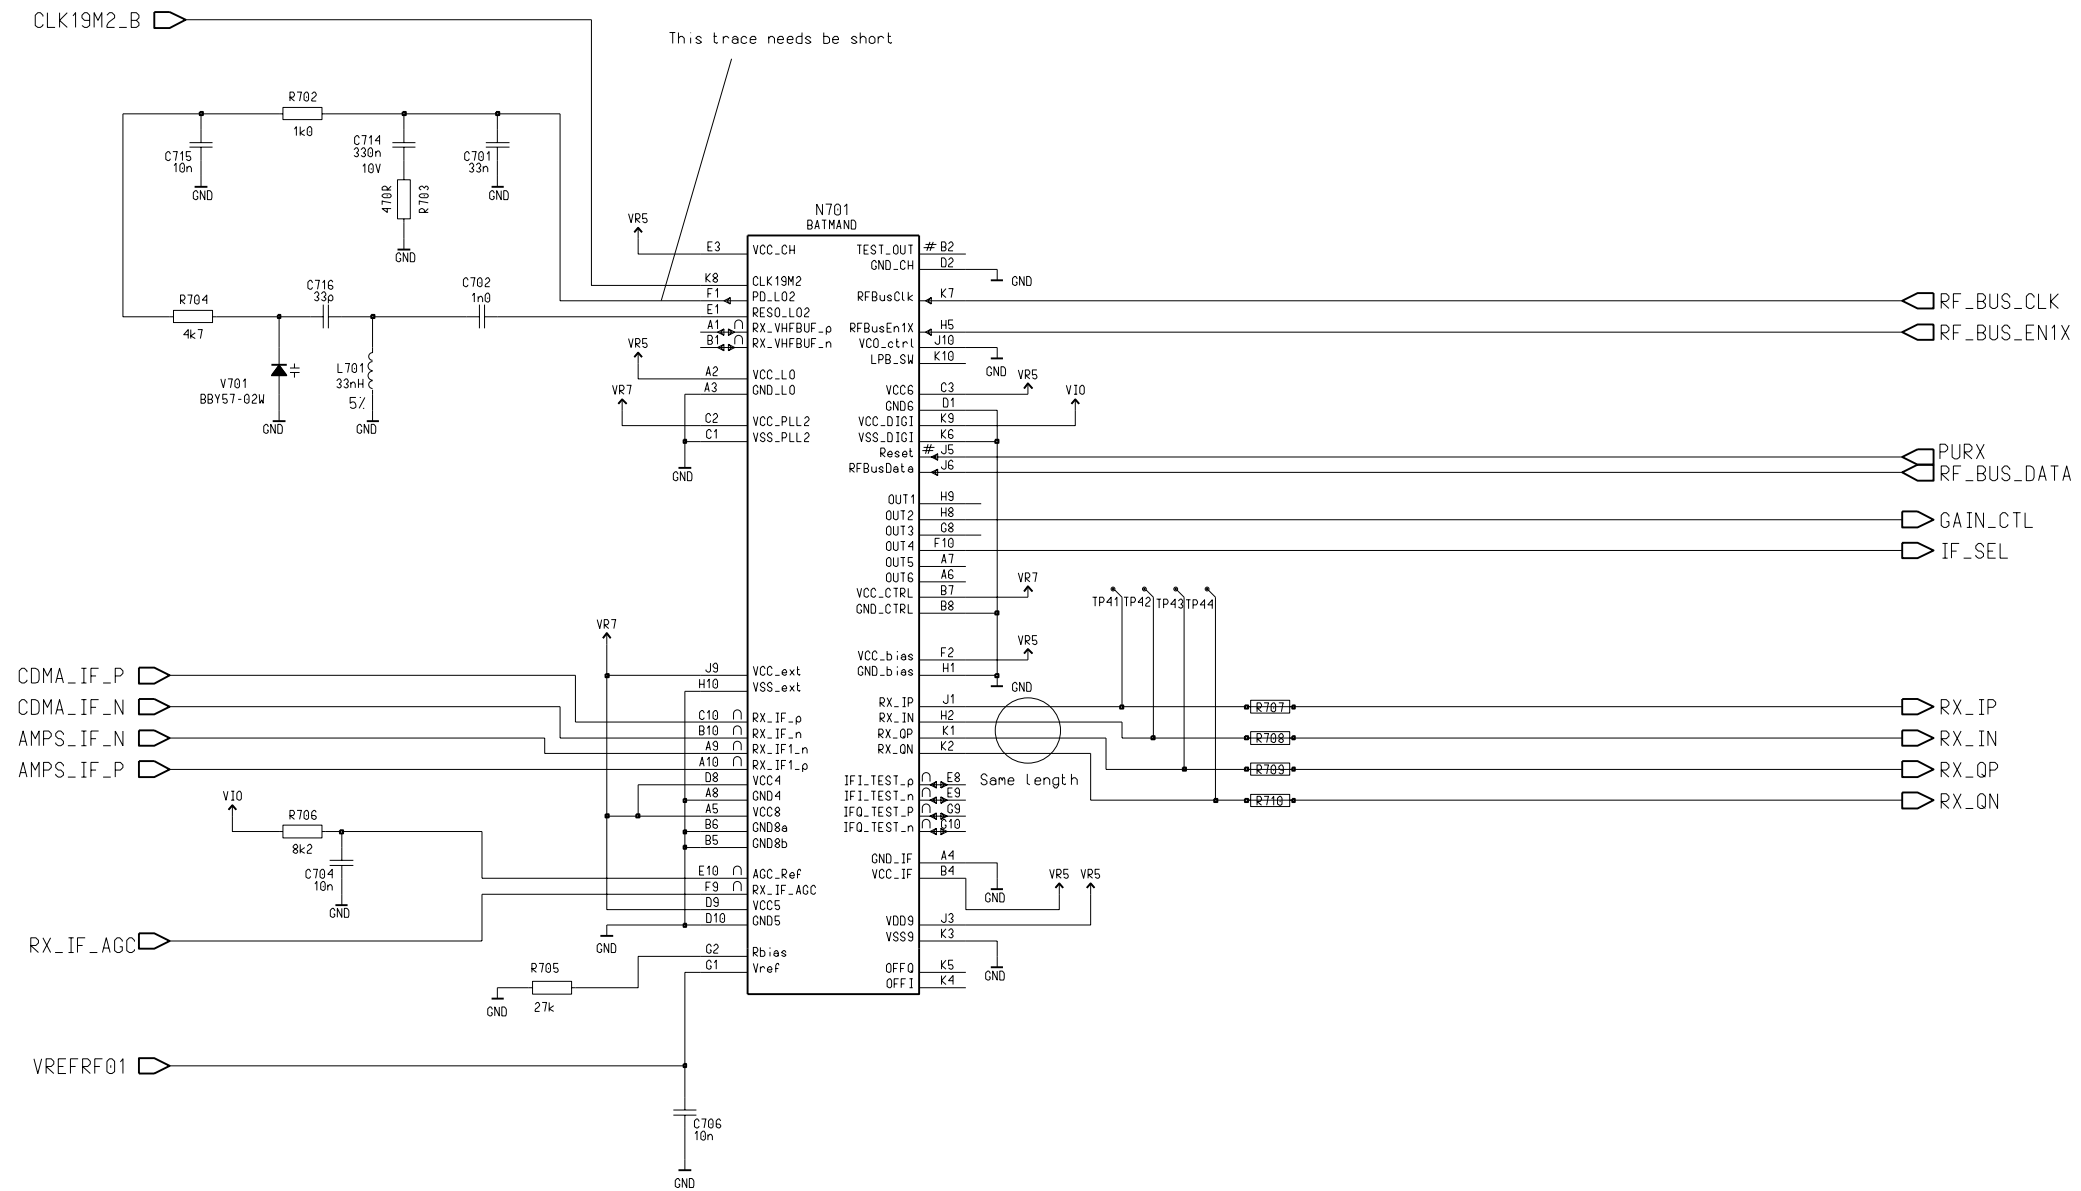 CLK19M2_B
This trace needs be short
R702
1k0
C715
10n
GND
C714
330n
10V
470R
R703
GND
C701
33n
GND
R704
4k7
C716
33p
C702
1n0
V701
BBY57-02W
GND
L701
33nH
5%
GND
N701
BATMAND
VR5
E3 VCC_CH
K8 CLK19M2
F1 PD_LO2
E1 RESO_LO2
A1 RX_VHFBUF_p
B1 RX_VHFBUF_n
VR5
A2 VCC_LO
A3 GND_LO
VR7
C2 VCC_PLL2
C1 VSS_PLL2
GND
TEST_OUT # B2
GND_CH D2
GND
RFBusClk K7
RF_BUS_CLK
RFBusEn1X H5
RF_BUS_EN1X
VCO_ctrl J10
LPB_SW K10
GND
VR5
VIO
VCC6 C3
GND6 D1
VCC_DIGI K9
VSS_DIGI K6
Reset # J5
PURX
RFBusData J6
RF_BUS_DATA
OUT1 H9
OUT2 H8
GAIN_CTL
OUT3 G8
OUT4 F10
IF_SEL
OUT5 A7
OUT6 A6
VR7
VCC_CTRL B7
GND_CTRL B8
TP41 TP42 TP43 TP44
VR5
VCC_bias F2
GND_bias H1
GND
VR7
CDMA_IF_P
CDMA_IF_N
AMPS_IF_N
AMPS_IF_P
J9 VCC_ext
H10 VSS_ext
C10 RX_IF_p
B10 RX_IF_n
A9 RX_IF1_n
A10 RX_IF1_p
D8 VCC4
A8 GND4
A5 VCC8
B6 GND8a
B5 GND8b
E10 AGC_Ref
F9 RX_IF_AGC
D9 VCC5
D10 GND5
GND
G2 Rbias
G1 Vref
RX_IP J1
RX_IN H2
RX_QP K1
RX_QN K2
Same length
R707
RX_IP
R708
RX_IN
R709
RX_QP
R710
RX_QN
IFI_TEST_p E8
IFI_TEST_n E9
IFQ_TEST_P G9
IFQ_TEST_n G10
GND_IF A4
VCC_IF B4
GND
VR5
VR5
VDD9 J3
VSS9 K3
GND
OFFQ K5
OFFI K4
VIO
R706
8k2
C704
10n
GND
RX_IF_AGC
R705
27k
GND
VREFRF01
C706
10n
GND